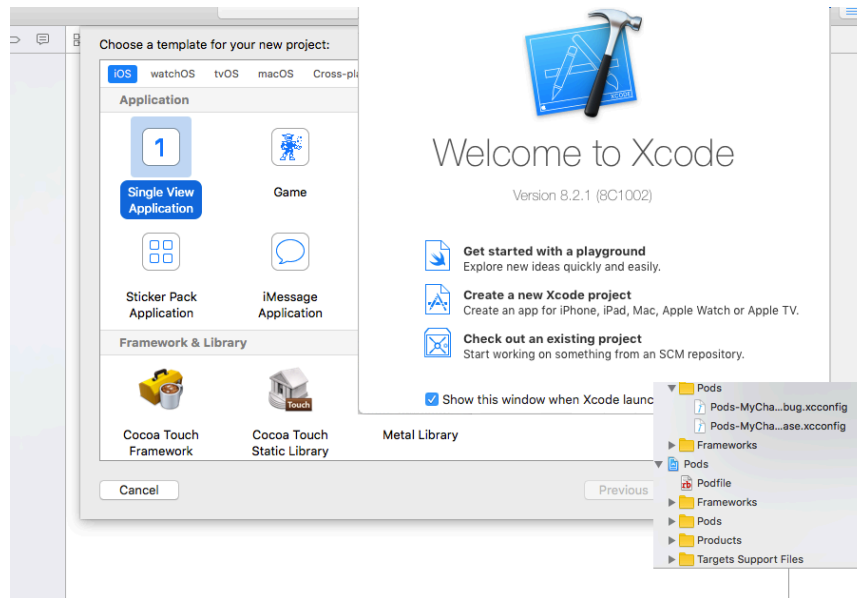 Choose a template for your new project:
iOS watchOS tvOS macOS Cross-pla
Application
1
Single View
Application
Game
Sticker Pack
Application
iMessage
Application
Framework & Library
Touch
Cocoa Touch
Framework
Cocoa Touch
Static Library
Metal Library
Cancel
Previous
XCODE
Welcome to Xcode
Version 8.2.1 (8C1002)
Get started with a playground
Explore new ideas quickly and easily.
Create a new Xcode project
Create an app for iPhone, iPad, Mac, Apple Watch or Apple TV.
Check out an existing project
Start working on something from an SCM repository.
Show this window when Xcode launc
Pods
Pods-MyCha...bug.xcconfig
Pods-MyCha...ase.xcconfig
Frameworks
Pods
rb Podfile
Frameworks
Pods
Products
Targets Support Files